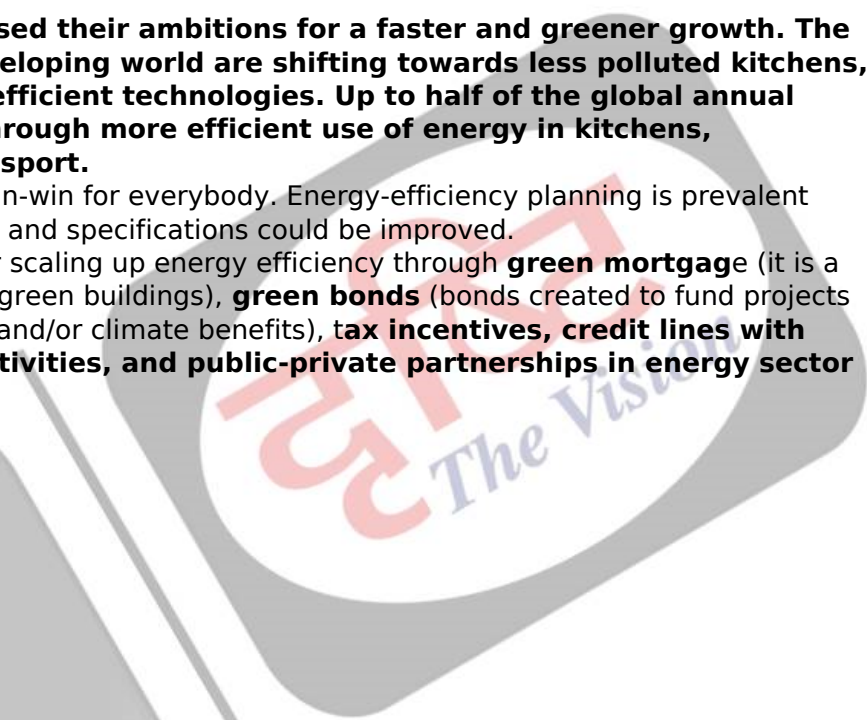 sed their ambitions for a faster and greener growth. The
eloping world are shifting towards less polluted kitchens,
efficient technologies. Up to half of the global annual
rough more efficient use of energy in kitchens,
sport.
n-win for everybody. Energy-efficiency planning is prevalent
and specifications could be improved.
r scaling up energy efficiency through green mortgage (it is a
green buildings), green bonds (bonds created to fund projects
and/or climate benefits), tax incentives, credit lines with
tivities, and public-private partnerships in energy sector
दृष्टि
The Vision